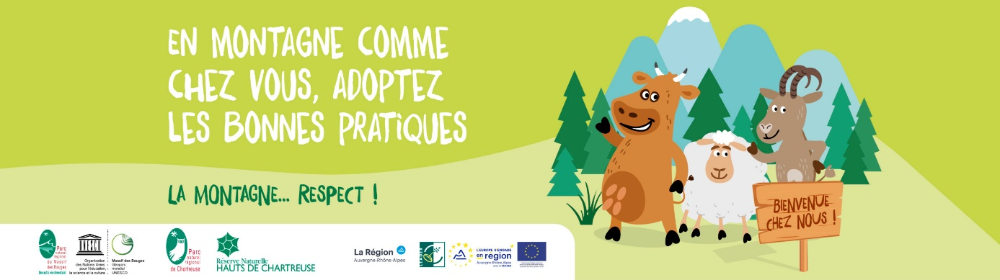 EN MONTAGNE COMME
CHEZ VOUS, ADOPTEZ
LES BONNES PRATIQUES
LA MONTAGNE... RESPECT !
BIENVENUE
CHEZ NOUS !
Parc
naturel
régional
du Massif
des Bauges
UNESCO
Organisation
des Nations Unies
pour l'éducation,
la science et la culture
Massif des Bauges
Géoparc
mondial
UNESCO
Parc
naturel
régional
de Chartreuse
Réserve Naturelle
HAUTS DE CHARTREUSE
La Région
Auvergne-Rhône-Alpes
LEADER
L'EUROPE S'ENGAGE
en région
Auvergne-Rhône-Alpes
AVEC LE FEADER